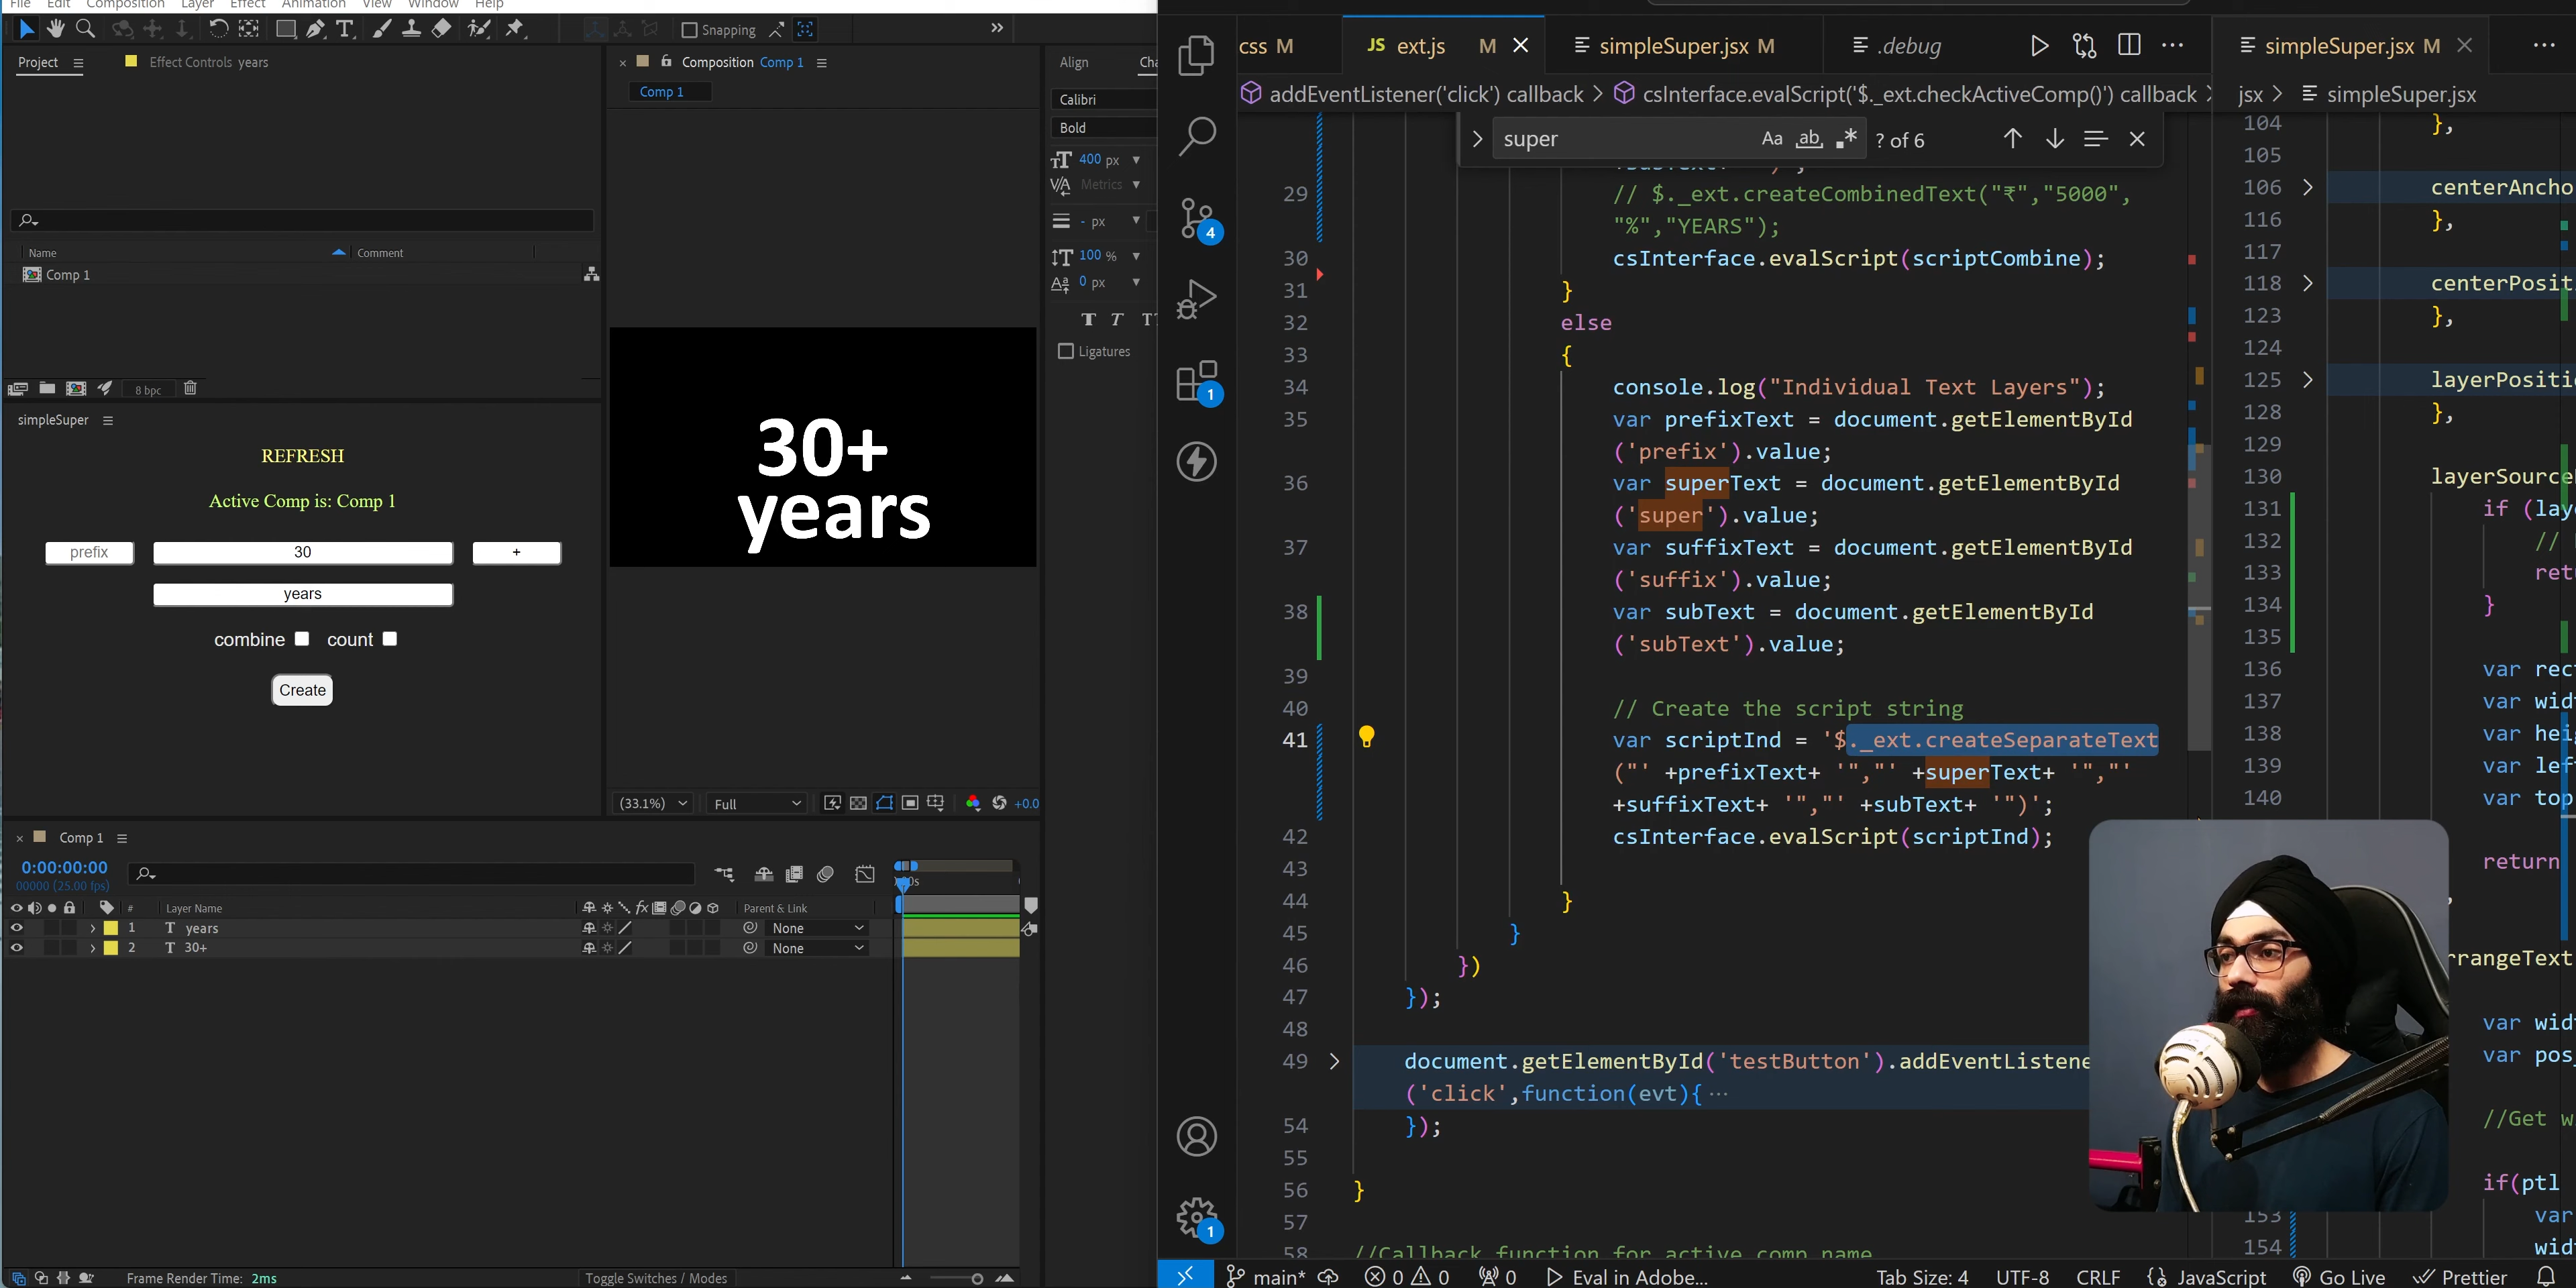 File Edit Composition Layer Effect Animation View Window Help
Snapping
Project
Effect Controls years
Composition Comp 1
Comp 1
Align
Name Comment
Comp 1
8 bpc
Calibri
Bold
400 px
Metrics
- px
100 %
0 px
Ligatures
simpleSuper
REFRESH
Active Comp is: Comp 1
prefix 30 +
years
combine count
Create
30+
years
(33.1%) Full +0.0
Comp 1
0:00:00:00
00000 (25.00 fps)
# Layer Name Parent & Link
1 T years None
2 T 30+ None
Frame Render Time: 2ms
Toggle Switches / Modes
css M
JS ext.js M
simpleSuper.jsx M
.debug
simpleSuper.jsx M
addEventListener('click') callback > csInterface.evalScript('$._ext.checkActiveComp()') callback
jsx > simpleSuper.jsx
super Aa ab ? of 6
29 // $._ext.createCombinedText("₹","5000",
"%","YEARS");
30 csInterface.evalScript(scriptCombine);
31 }
32 else
33 {
34 console.log("Individual Text Layers");
35 var prefixText = document.getElementById
('prefix').value;
36 var superText = document.getElementById
('super').value;
37 var suffixText = document.getElementById
('suffix').value;
38 var subText = document.getElementById
('subText').value;
39
40 // Create the script string
41 var scriptInd = '$._ext.createSeparateText
("' +prefixText+ '","' +superText+ '","'
+suffixText+ '","' +subText+ '")';
42 csInterface.evalScript(scriptInd);
43
44 }
45 }
46 })
47 });
48
49 document.getElementById('testButton').addEventListene
('click',function(evt){ ···
54 });
55
56 }
57
58 //Callback function for active comp name
104 },
105
106 centerAncho
116 },
117
118 centerPosit
123 },
124
125 layerPositi
128 },
129
130 layerSource
131 if (lay
132 //
133 ret
134 }
135
136 var rec
137 var wid
138 var hei
139 var lef
140 var top
return
rrangeText
var wid
var pos
//Get w
if(ptl
153 var
154 wid
4
1
1
main* 0 0 0 Eval in Adobe... Tab Size: 4 UTF-8 CRLF JavaScript Go Live Prettier